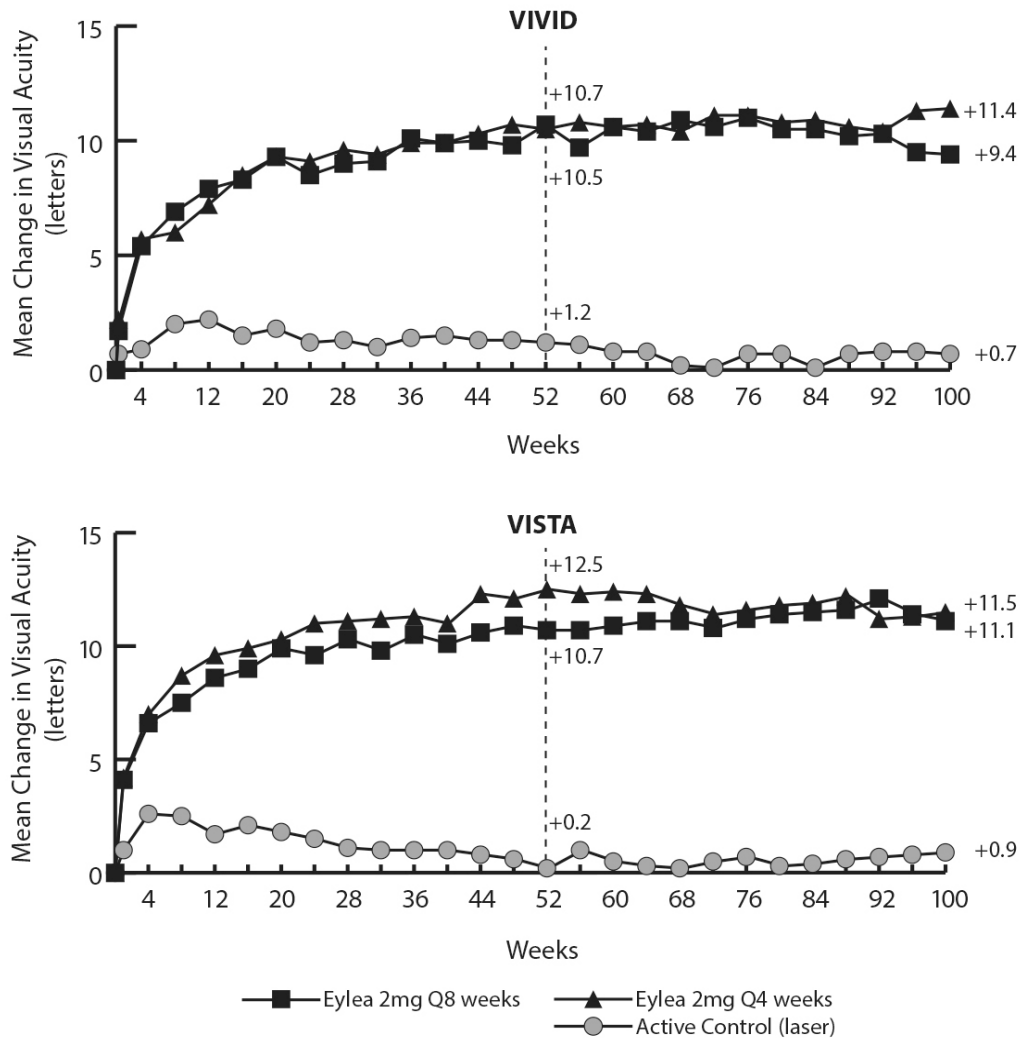 VIVID
15
10
5
0
Mean Change in Visual Acuity
(letters)
+10.7
+10.5
+1.2
+11.4
+9.4
+0.7
4 12 20 28 36 44 52 60 68 76 84 92 100
Weeks
VISTA
15
10
5
0
Mean Change in Visual Acuity
(letters)
+12.5
+10.7
+0.2
+11.5
+11.1
+0.9
4 12 20 28 36 44 52 60 68 76 84 92 100
Weeks
Eylea 2mg Q8 weeks
Eylea 2mg Q4 weeks
Active Control (laser)